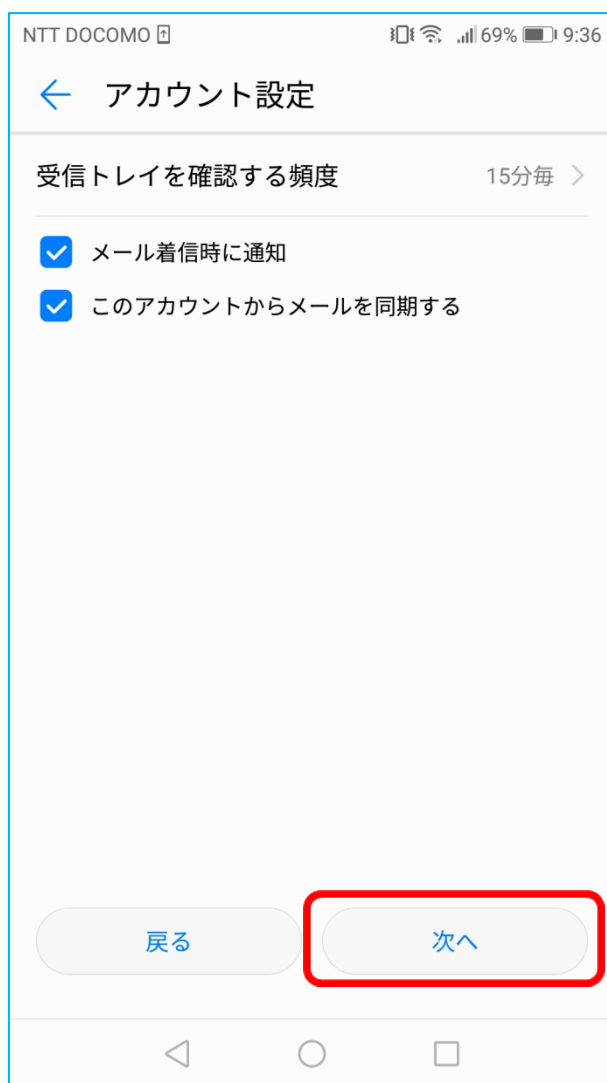 NTT DOCOMO 69% 9:36
アカウント設定
受信トレイを確認する頻度 15分毎
メール着信時に通知
このアカウントからメールを同期する
戻る 次へ